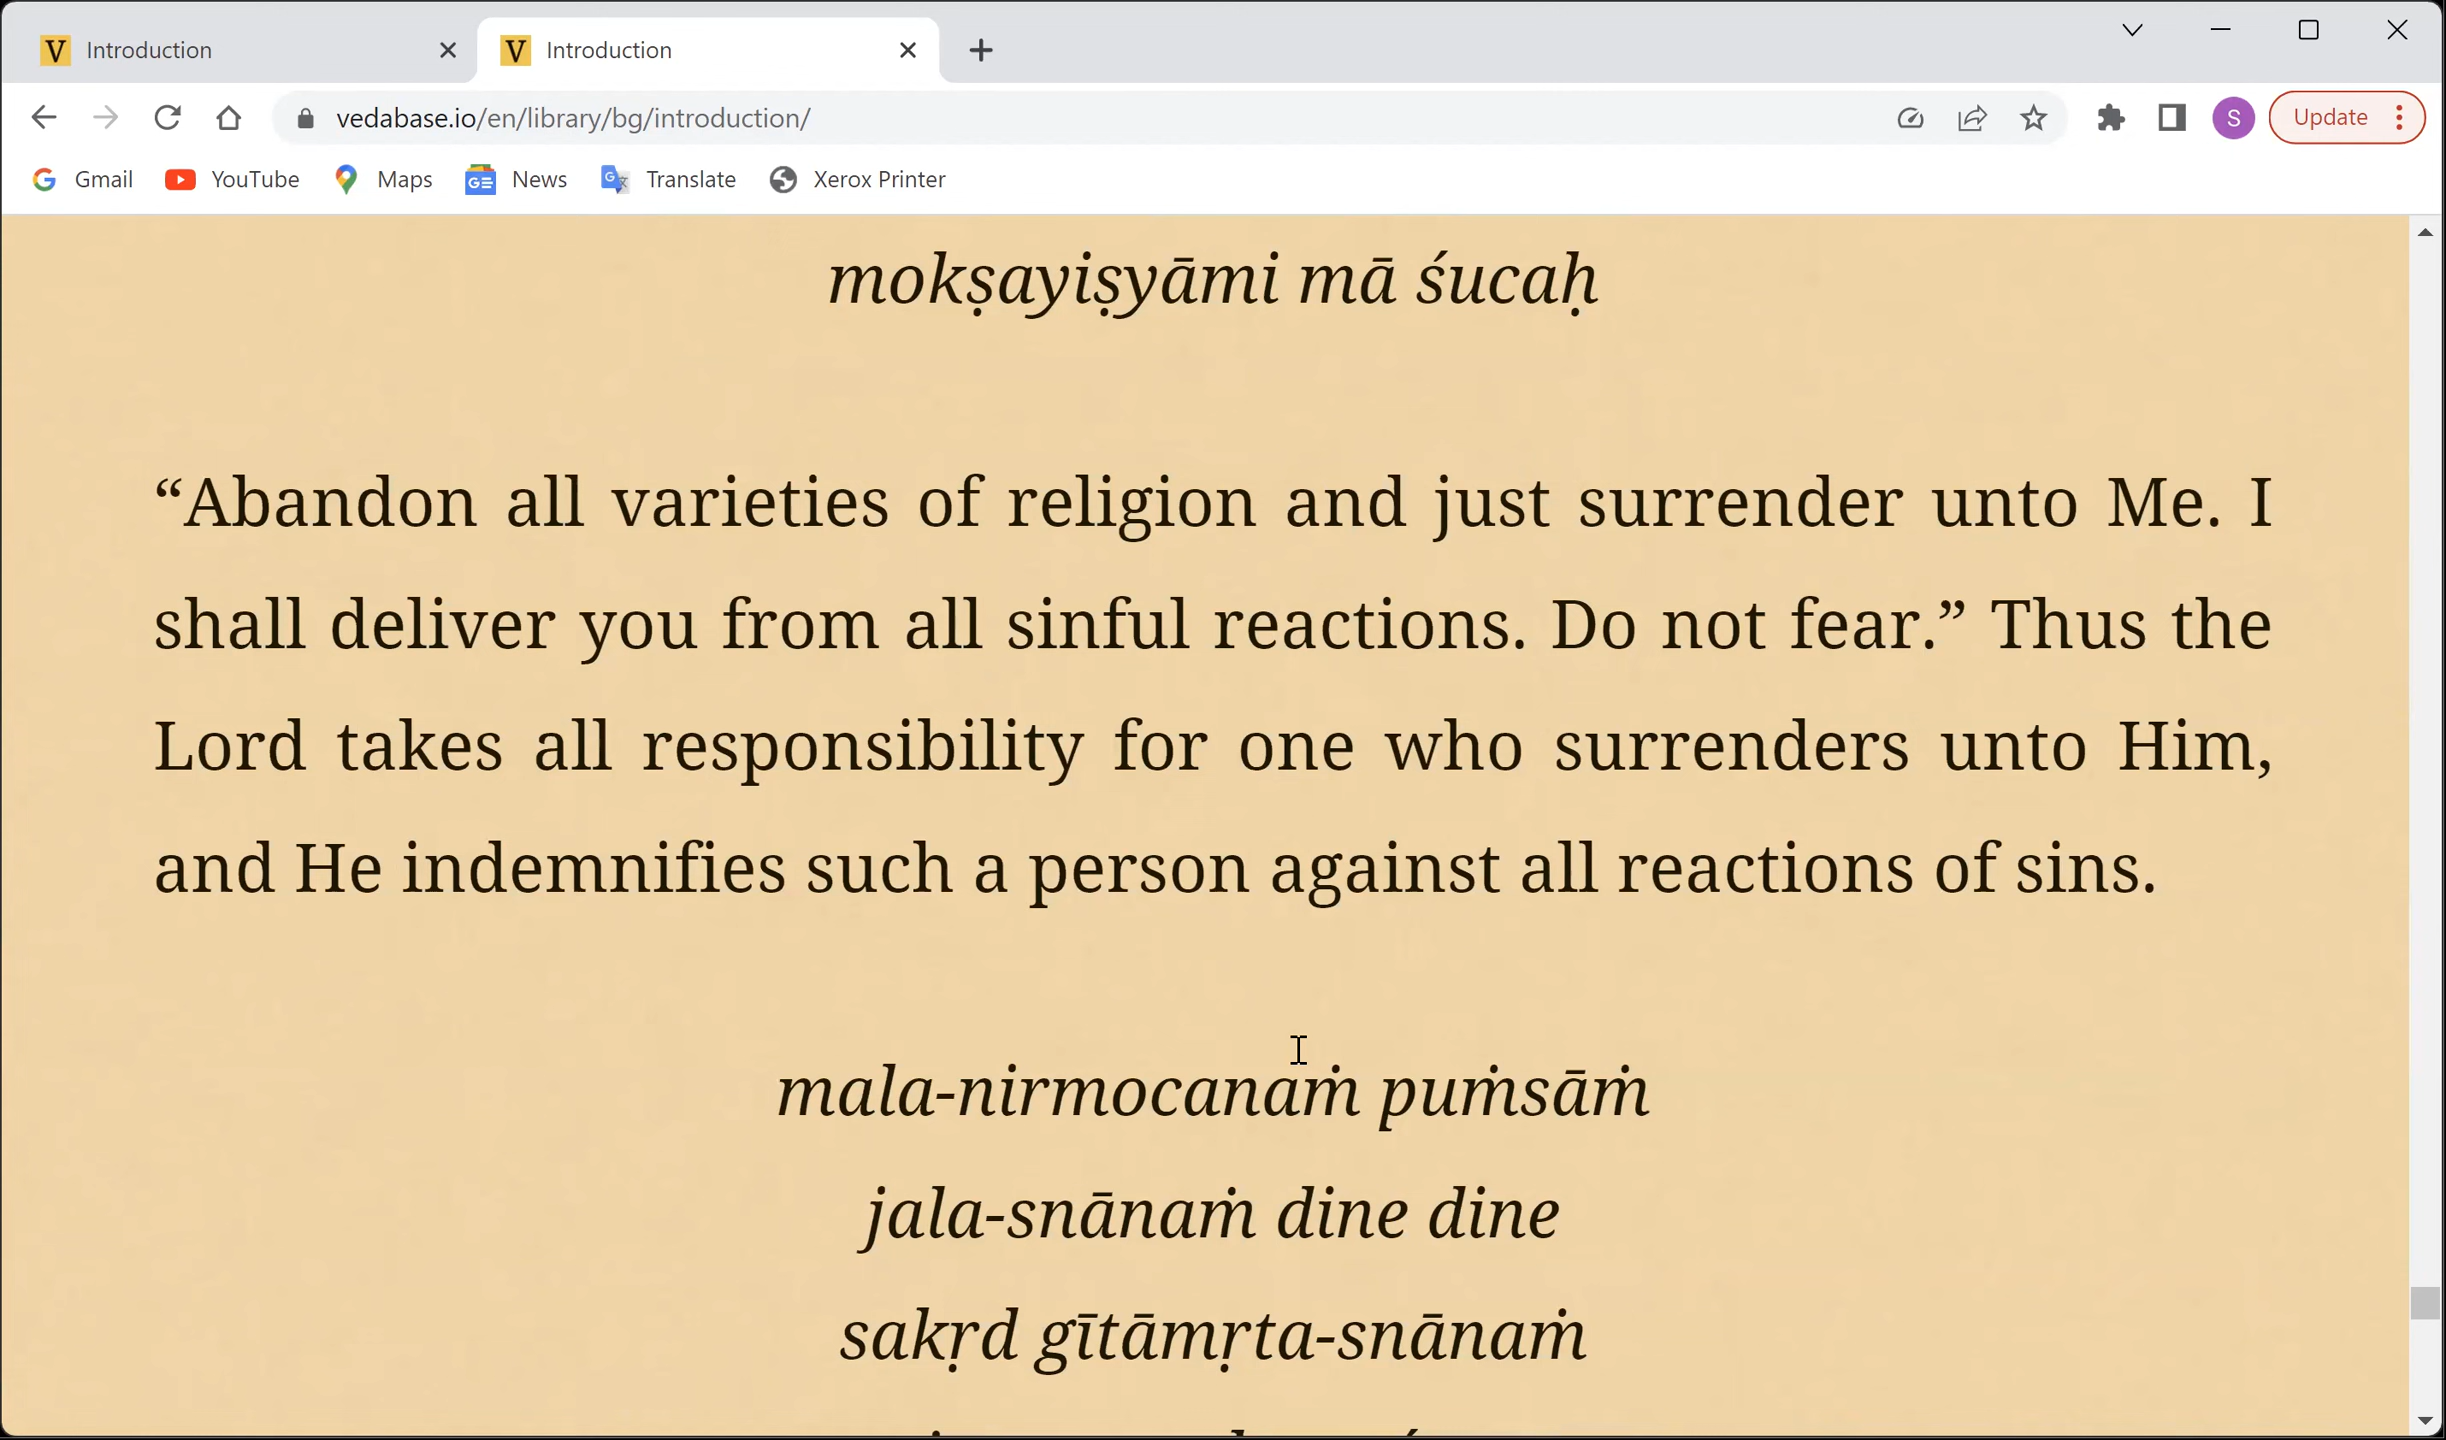 Introduction
Introduction
vedabase.io/en/library/bg/introduction/
S
Update
Gmail
YouTube
Maps
News
Translate
Xerox Printer
mokṣayiṣyāmi mā śucaḥ
“Abandon all varieties of religion and just surrender unto Me. I
shall deliver you from all sinful reactions. Do not fear.” Thus the
Lord takes all responsibility for one who surrenders unto Him,
and He indemnifies such a person against all reactions of sins.
mala-nirmocanaṁ puṁsāṁ
jala-snānaṁ dine dine
sakṛd gītāmṛta-snānaṁ